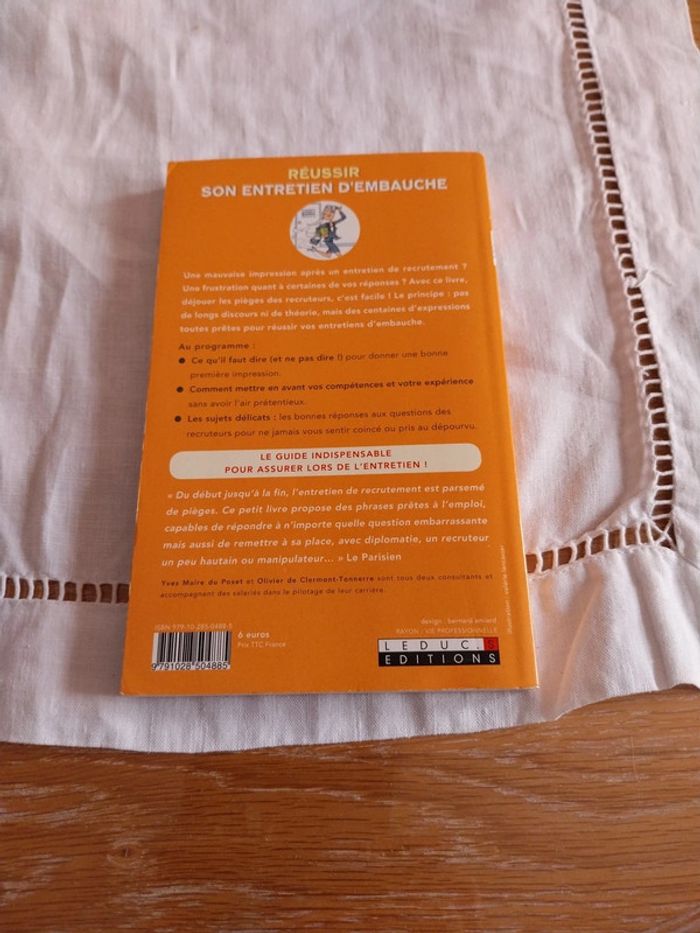 RÉUSSIR
SON ENTRETIEN D'EMBAUCHE
Une mauvaise impression après un entretien de recrutement ?
Une frustration quant à certaines de vos réponses ? Avec ce livre,
déjouer les pièges des recruteurs, c'est facile ! Le principe : pas
de longs discours ni de théorie, mais des centaines d'expressions
toutes prêtes pour réussir vos entretiens d'embauche.
Au programme :
● Ce qu'il faut dire (et ne pas dire !) pour donner une bonne
première impression.
● Comment mettre en avant vos compétences et votre expérience
sans avoir l'air prétentieux.
● Les sujets délicats : les bonnes réponses aux questions des
recruteurs pour ne jamais vous sentir coincé ou pris au dépourvu.
LE GUIDE INDISPENSABLE
POUR ASSURER LORS DE L'ENTRETIEN !
« Du début jusqu'à la fin, l'entretien de recrutement est parsemé
de pièges. Ce petit livre propose des phrases prêtes à l'emploi,
capables de répondre à n'importe quelle question embarrassante
mais aussi de remettre à sa place, avec diplomatie, un recruteur
un peu hautain ou manipulateur... » Le Parisien
Yves Maire du Poset et Olivier de Clermont-Tonnerre sont tous deux consultants et
accompagnent des salariés dans le pilotage de leur carrière.
ISBN 979-10-285-0488-5
9791028504885
6 euros
Prix TTC France
design : bernard amiard
RAYON : VIE PROFESSIONNELLE
LEDUC.S
EDITIONS
illustration :